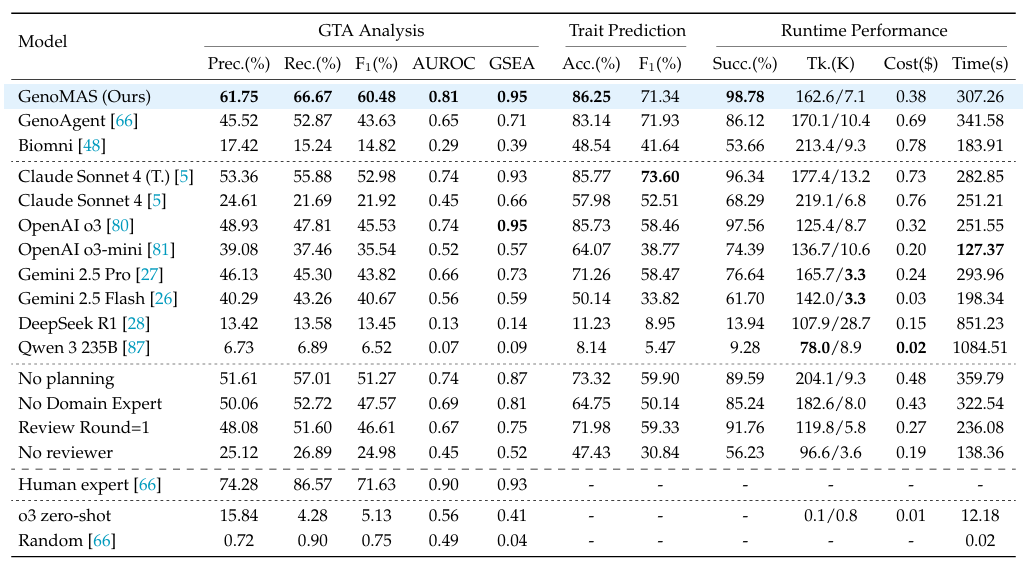 Model GTA Analysis Trait Prediction Runtime Performance
Prec.(%) Rec.(%) F1(%) AUROC GSEA Acc.(%) F1(%) Succ.(%) Tk.(K) Cost($) Time(s)
GenoMAS (Ours) 61.75 66.67 60.48 0.81 0.95 86.25 71.34 98.78 162.6/7.1 0.38 307.26
GenoAgent [66] 45.52 52.87 43.63 0.65 0.71 83.14 71.93 86.12 170.1/10.4 0.69 341.58
Biomni [48] 17.42 15.24 14.82 0.29 0.39 48.54 41.64 53.66 213.4/9.3 0.78 183.91
Claude Sonnet 4 (T.) [5] 53.36 55.88 52.98 0.74 0.93 85.77 73.60 96.34 177.4/13.2 0.73 282.85
Claude Sonnet 4 [5] 24.61 21.69 21.92 0.45 0.66 57.98 52.51 68.29 219.1/6.8 0.76 251.21
OpenAI o3 [80] 48.93 47.81 45.53 0.74 0.95 85.73 58.46 97.56 125.4/8.7 0.32 251.55
OpenAI o3-mini [81] 39.08 37.46 35.54 0.52 0.57 64.07 38.77 74.39 136.7/10.6 0.20 127.37
Gemini 2.5 Pro [27] 46.13 45.30 43.82 0.66 0.73 71.26 58.47 76.64 165.7/3.3 0.24 293.96
Gemini 2.5 Flash [26] 40.29 43.26 40.67 0.56 0.59 50.14 33.82 61.70 142.0/3.3 0.03 198.34
DeepSeek R1 [28] 13.42 13.58 13.45 0.13 0.14 11.23 8.95 13.94 107.9/28.7 0.15 851.23
Qwen 3 235B [87] 6.73 6.89 6.52 0.07 0.09 8.14 5.47 9.28 78.0/8.9 0.02 1084.51
No planning 51.61 57.01 51.27 0.74 0.87 73.32 59.90 89.59 204.1/9.3 0.48 359.79
No Domain Expert 50.06 52.72 47.57 0.69 0.81 64.75 50.14 85.24 182.6/8.0 0.43 322.54
Review Round=1 48.08 51.60 46.61 0.67 0.75 71.98 59.33 91.76 119.8/5.8 0.27 236.08
No reviewer 25.12 26.89 24.98 0.45 0.52 47.43 30.84 56.23 96.6/3.6 0.19 138.36
Human expert [66] 74.28 86.57 71.63 0.90 0.93 - - - - - -
o3 zero-shot 15.84 4.28 5.13 0.56 0.41 - - - 0.1/0.8 0.01 12.18
Random [66] 0.72 0.90 0.75 0.49 0.04 - - - - - 0.02